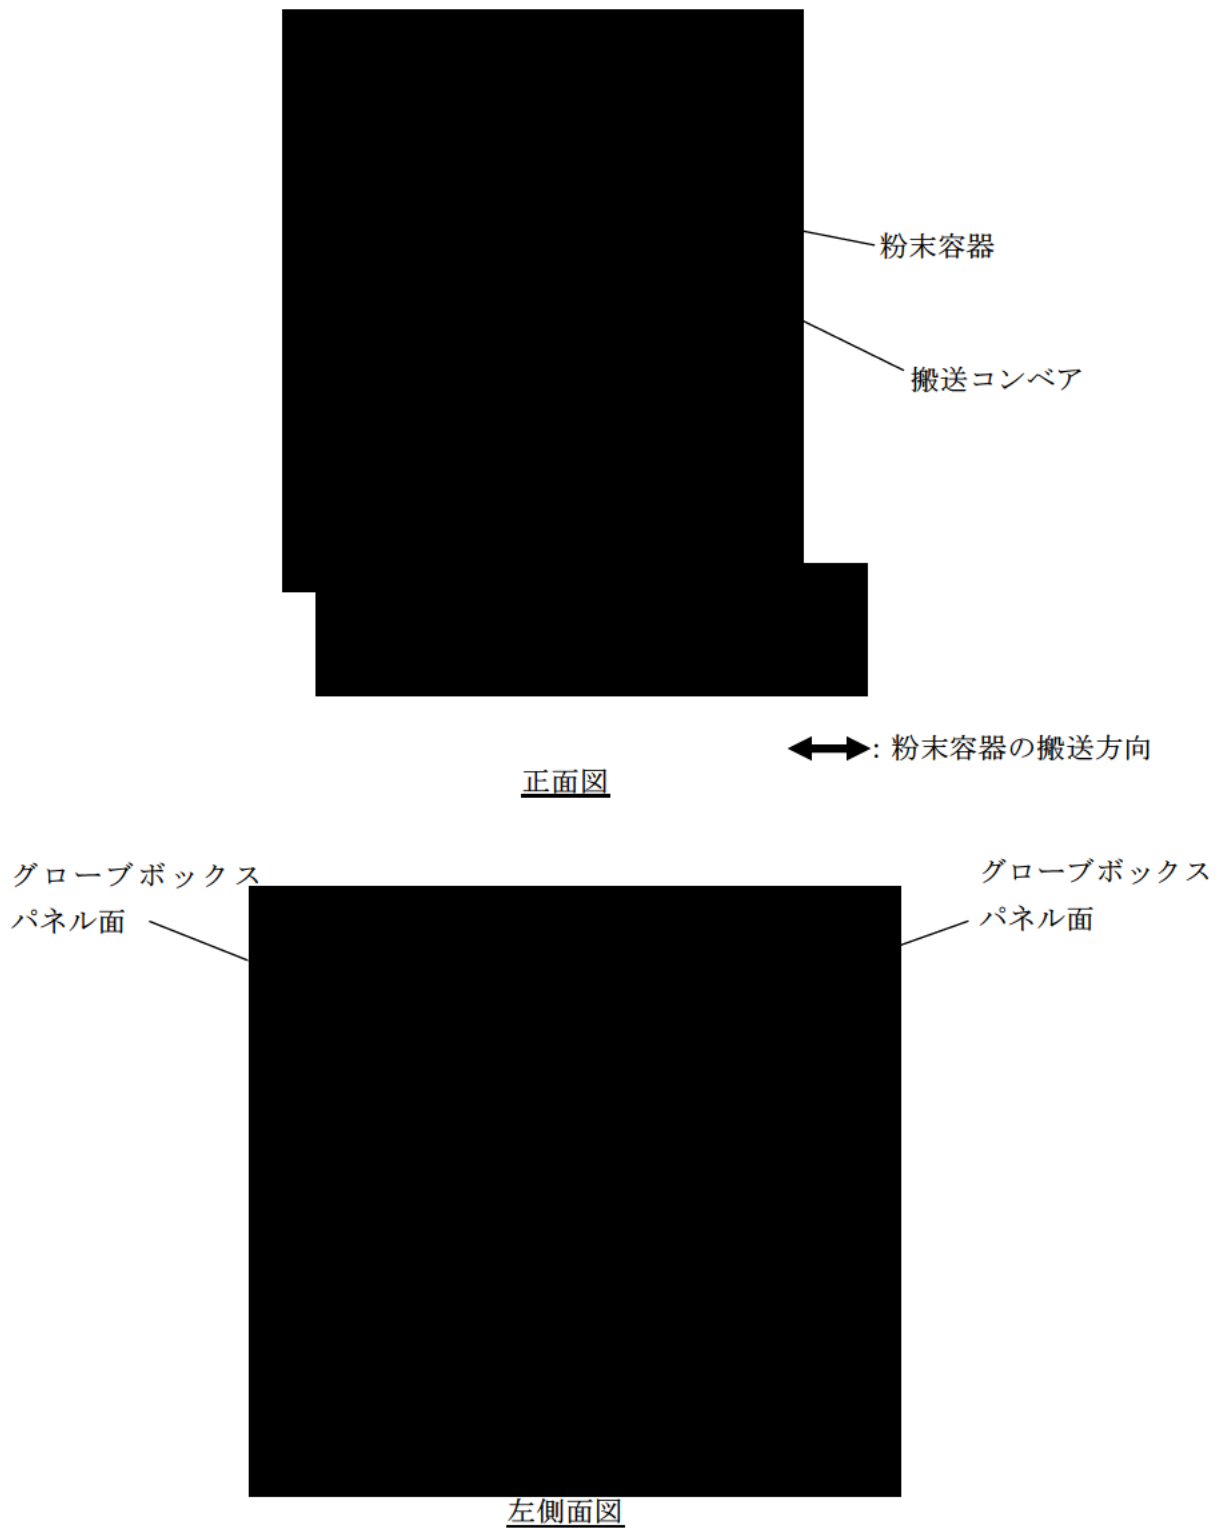 粉末容器
搬送コンベア
: 粉末容器の搬送方向
正面図
グローブボックス
パネル面
グローブボックス
パネル面
左側面図